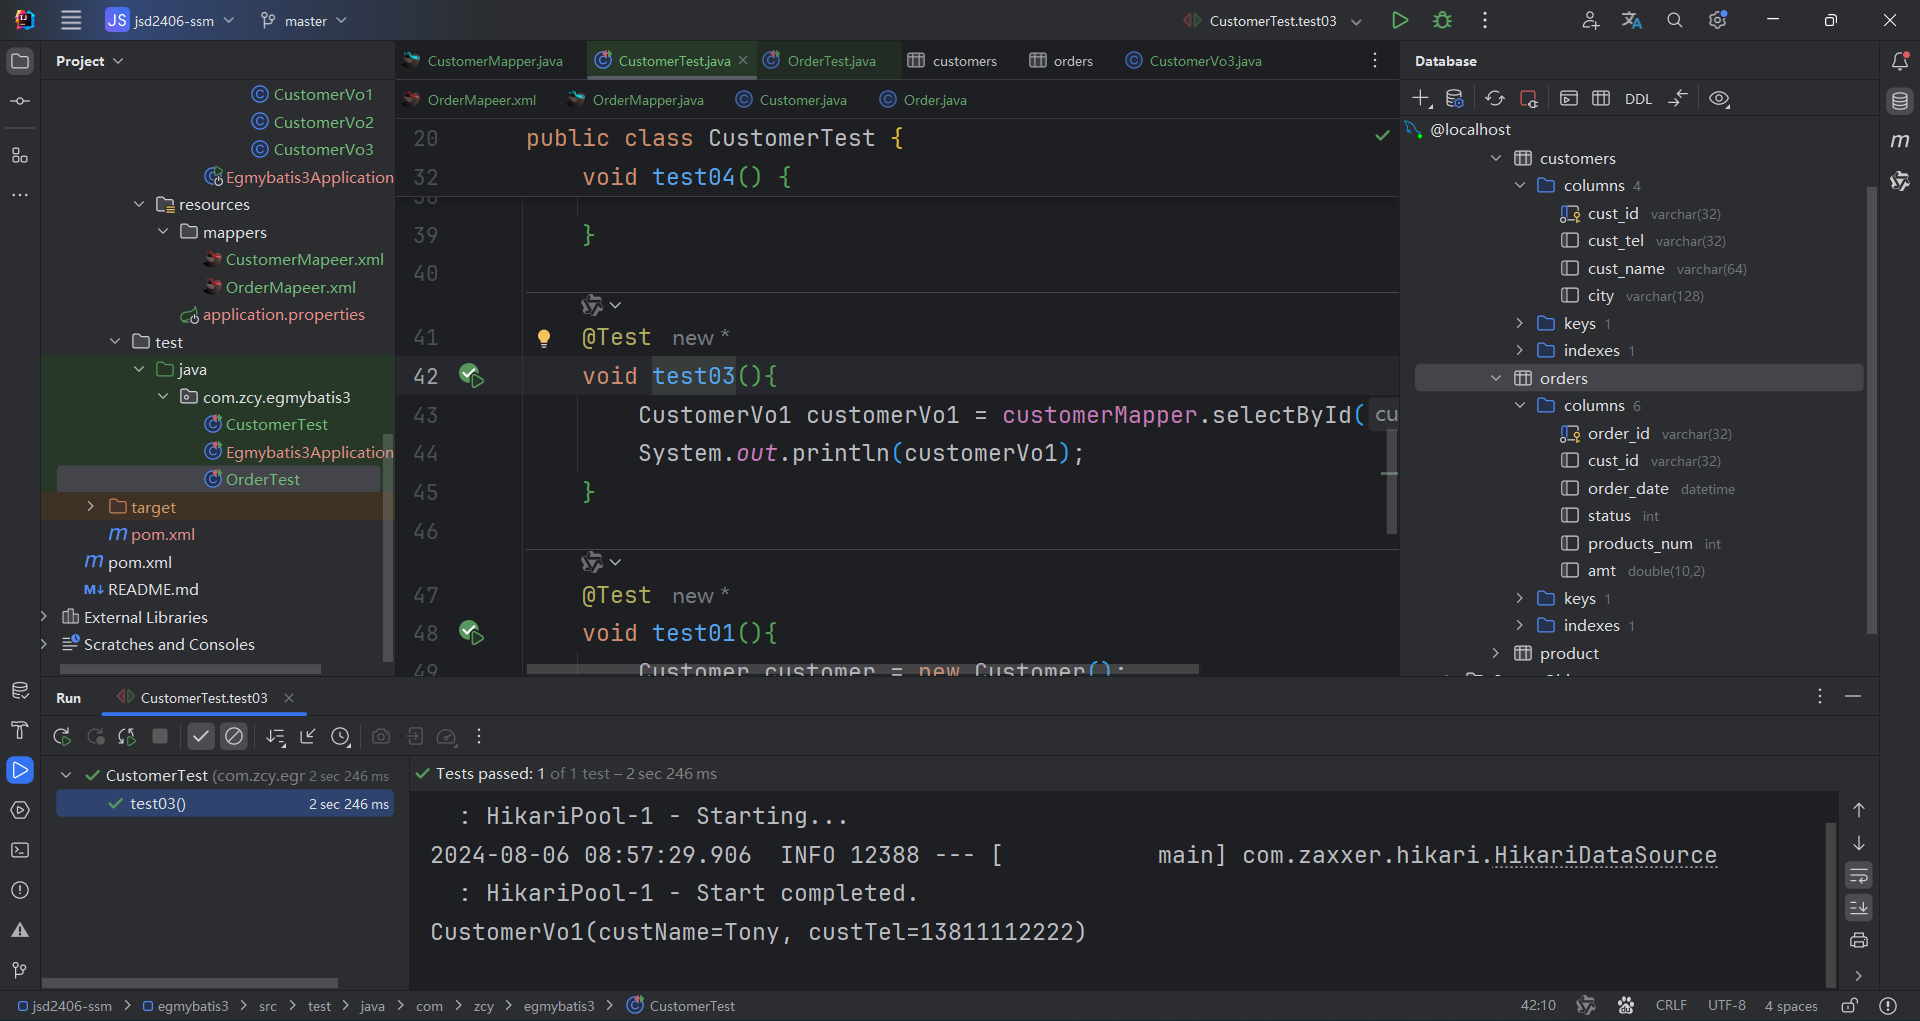 JS jsd2406-ssm master CustomerTest.test03
Project
CustomerVo1
CustomerVo2
CustomerVo3
Egmybatis3Application
resources
mappers
CustomerMapeer.xml
OrderMapeer.xml
application.properties
test
java
com.zcy.egmybatis3
CustomerTest
Egmybatis3Application
OrderTest
target
pom.xml
pom.xml
README.md
External Libraries
Scratches and Consoles
CustomerMapper.java CustomerTest.java OrderTest.java customers orders CustomerVo3.java
OrderMapeer.xml OrderMapper.java Customer.java Order.java
20 public class CustomerTest {
32 void test04() {
38
39 }
40
41 @Test new *
42 void test03(){
43 CustomerVo1 customerVo1 = customerMapper.selectById( cu
44 System.out.println(customerVo1);
45 }
46
47 @Test new *
48 void test01(){
49 Customer customer = new Customer();
Database
DDL
@localhost
customers
columns 4
cust_id varchar(32)
cust_tel varchar(32)
cust_name varchar(64)
city varchar(128)
keys 1
indexes 1
orders
columns 6
order_id varchar(32)
cust_id varchar(32)
order_date datetime
status int
products_num int
amt double(10,2)
keys 1
indexes 1
product
Run CustomerTest.test03
CustomerTest (com.zcy.egr 2 sec 246 ms
test03() 2 sec 246 ms
Tests passed: 1 of 1 test – 2 sec 246 ms
: HikariPool-1 - Starting...
2024-08-06 08:57:29.906 INFO 12388 --- [ main] com.zaxxer.hikari.HikariDataSource
: HikariPool-1 - Start completed.
CustomerVo1(custName=Tony, custTel=13811112222)
jsd2406-ssm > egmybatis3 > src > test > java > com > zcy > egmybatis3 > CustomerTest
42:10 CRLF UTF-8 4 spaces